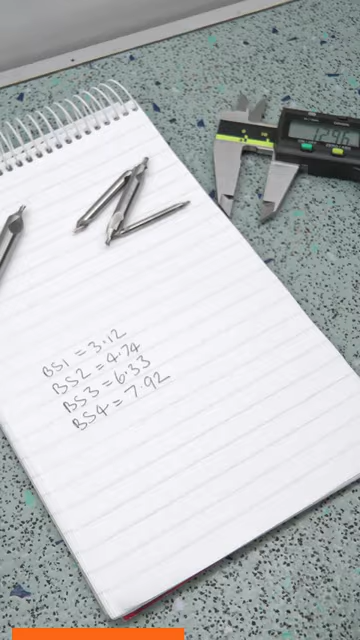 BS1 = 3.12
BS2 = 4.74
BS3 = 6.33
BS4 = 7.92